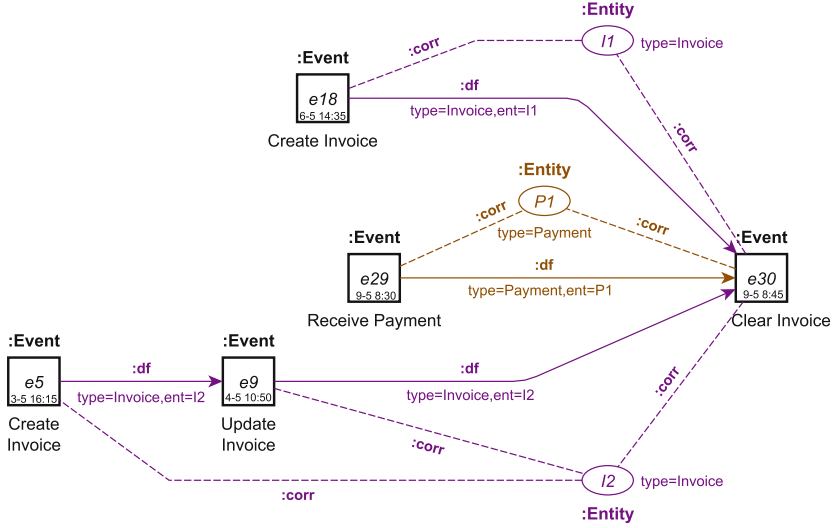 :Entity
I1
type=Invoice
:corr
:Event
e18
6-5 14:35
Create Invoice
:df
type=Invoice,ent=I1
:corr
:Entity
P1
type=Payment
:corr
:corr
:Event
e29
9-5 8:30
Receive Payment
:df
type=Payment,ent=P1
:Event
e30
9-5 8:45
Clear Invoice
:Event
e5
3-5 16:15
Create
Invoice
:df
type=Invoice,ent=I2
:Event
e9
4-5 10:50
Update
Invoice
:df
type=Invoice,ent=I2
:corr
:corr
:corr
I2
type=Invoice
:Entity